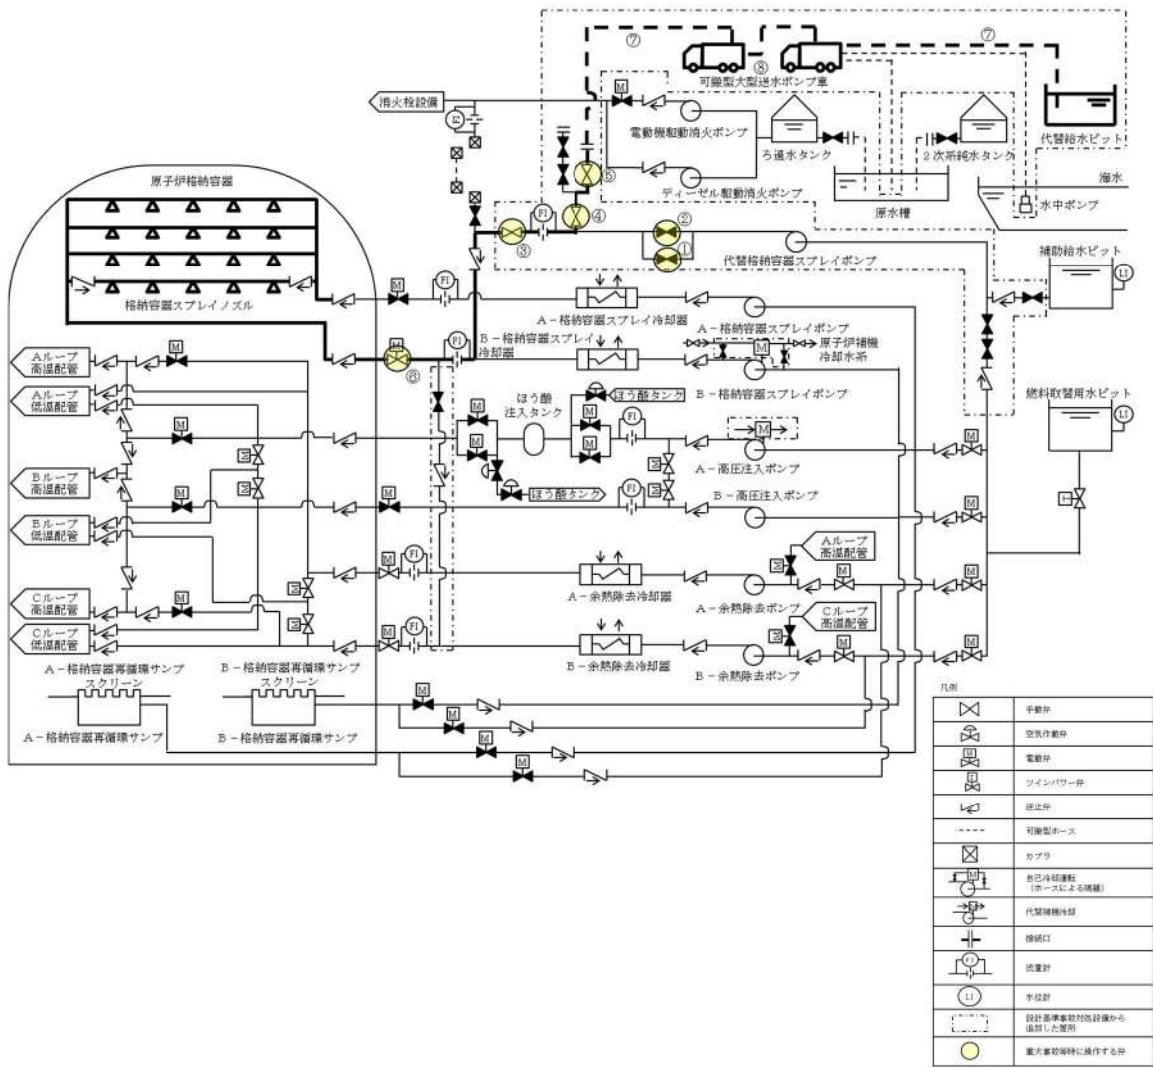 ⑦
⑦
⑧
可搬型大型送水ポンプ車
M
消火栓設備
FI
電動機駆動消火ポンプ
ろ過水タンク
2次系純水タンク
代替給水ピット
⑤
ディーゼル駆動消火ポンプ
原水槽
海水
水中ポンプ
原子炉格納容器
④
FI
③
②
①
代替格納容器スプレイポンプ
補助給水ピット
LI
格納容器スプレイノズル
M
FI
A-格納容器スプレイ冷却器
A-格納容器スプレイポンプ
B-格納容器スプレイ
冷却器
M
原子炉補機
冷却水系
M
⑥
B-格納容器スプレイポンプ
Aループ
高温配管
M
Aループ
低温配管
ほう酸
注入タンク
ほう酸タンク
燃料取替用水ピット
LI
M
M
M
M
M
FI
M
A-高圧注入ポンプ
M
M
M
Bループ
高温配管
M
M
ほう酸タンク
FI
B-高圧注入ポンプ
M
T
Bループ
低温配管
M
M
M
FI
Aループ
高温配管
M
M
M
A-余熱除去冷却器
A-余熱除去ポンプ
M
Cループ
高温配管
M
M
Cループ
高温配管
Cループ
低温配管
M
FI
M
M
M
B-余熱除去冷却器
B-余熱除去ポンプ
A-格納容器再循環サンプ
スクリーン
B-格納容器再循環サンプ
スクリーン
M
M
A-格納容器再循環サンプ
B-格納容器再循環サンプ
M
M
凡例
手動弁
空気作動弁
M
電動弁
T
ツインパワー弁
逆止弁
可搬型ホース
カプラ
M
自己冷却運転
(ホースによる隔離)
M
代替補機冷却
接続口
FI
流量計
LI
水位計
設計基準事故対処設備から
追加した箇所
重大事故等時に操作する弁